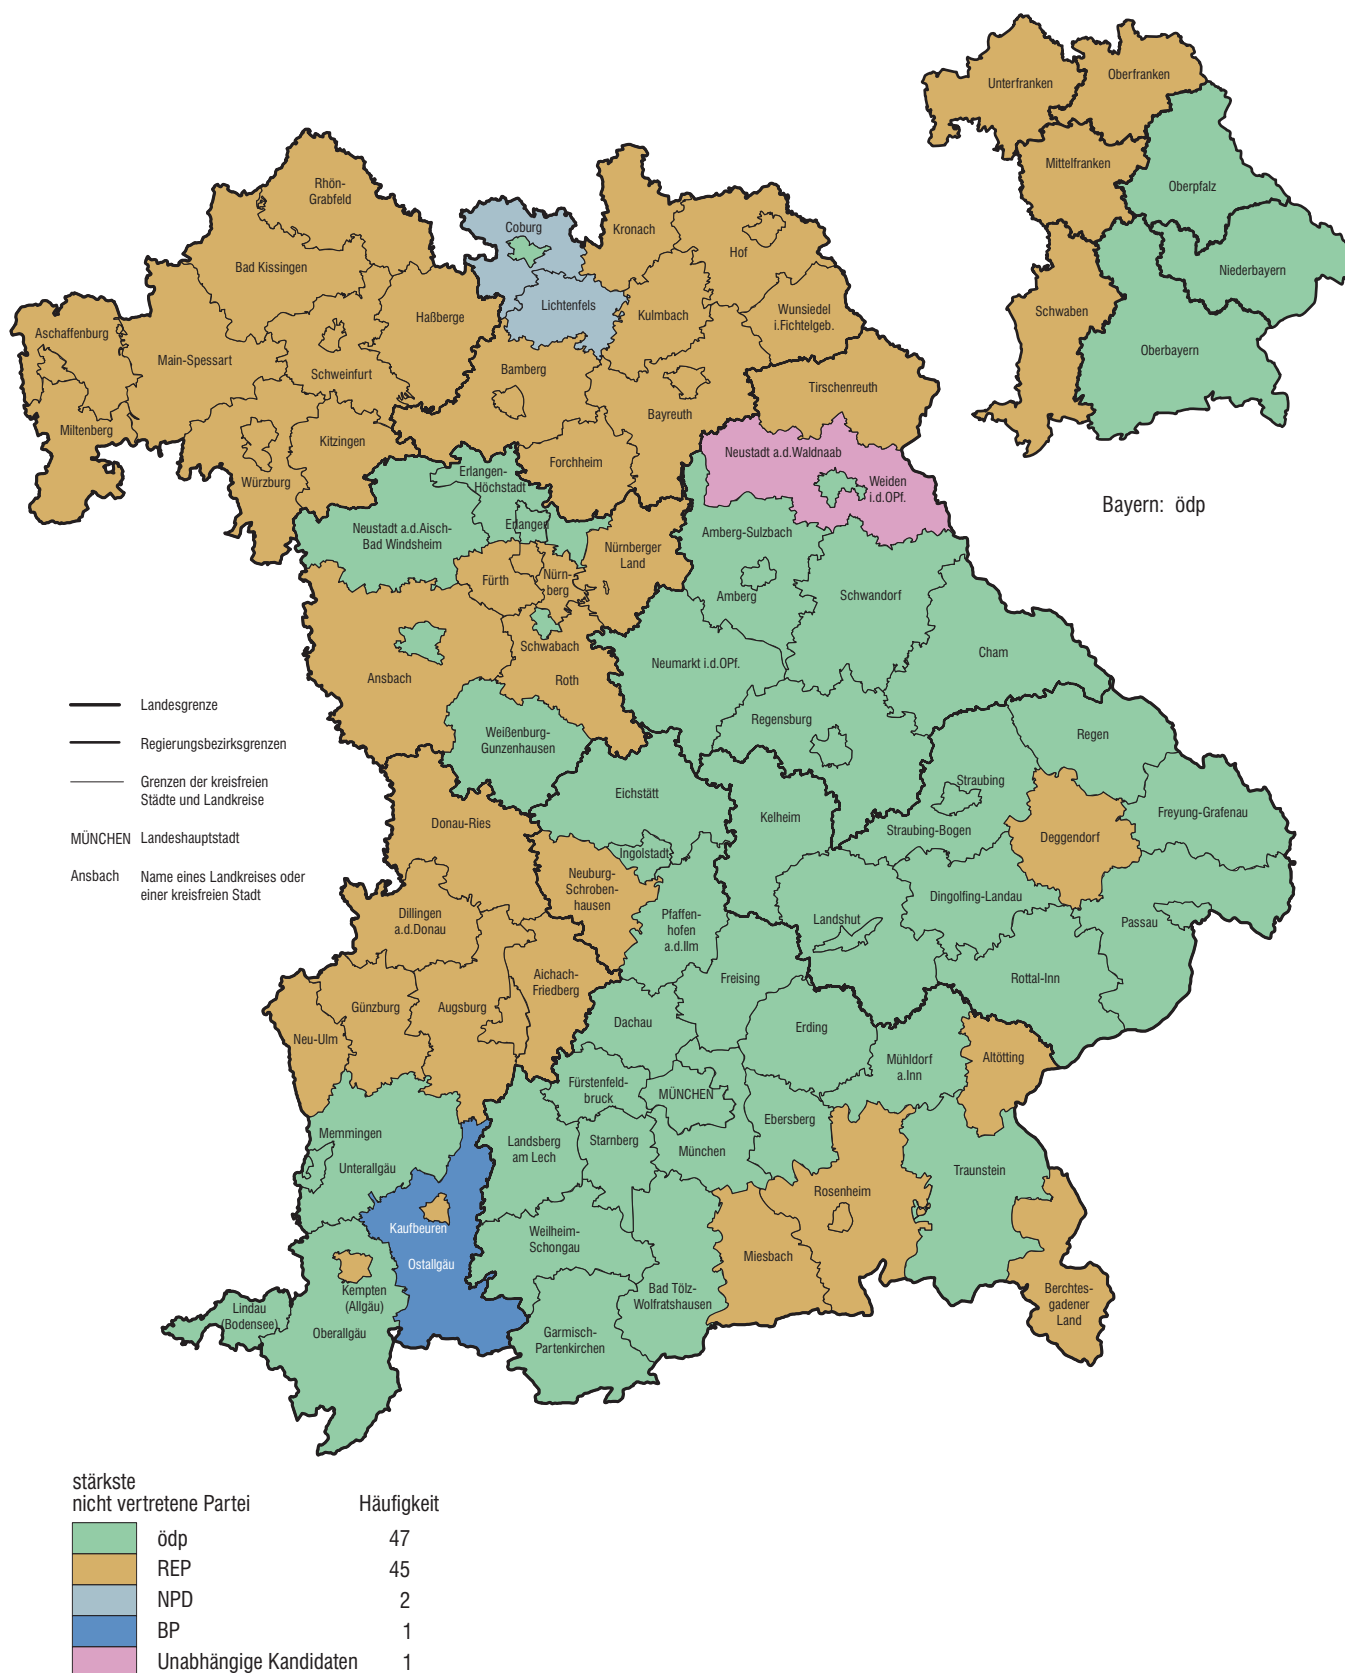 Unterfranken
Oberfranken
Mittelfranken
Oberpfalz
Niederbayern
Schwaben
Oberbayern
Bayern: ödp
Rhön-
Grabfeld
Coburg
Kronach
Hof
Bad Kissingen
Lichtenfels
Kulmbach
Wunsiedel
i.Fichtelgeb.
Haßberge
Aschaffenburg
Main-Spessart
Schweinfurt
Bamberg
Tirschenreuth
Bayreuth
Miltenberg
Kitzingen
Würzburg
Forchheim
Neustadt a.d.Waldnaab
Weiden
i.d.OPf.
Erlangen-
Höchstadt
Neustadt a.d.Aisch-
Bad Windsheim
Erlangen
Amberg-Sulzbach
Nürnberger
Land
Fürth
Nürn-
berg
Amberg
Schwandorf
Schwabach
Cham
Neumarkt i.d.OPf.
Ansbach
Roth
Regensburg
Weißenburg-
Gunzenhausen
Regen
Landesgrenze
Regierungsbezirksgrenzen
Grenzen der kreisfreien
Städte und Landkreise
MÜNCHEN Landeshauptstadt
Ansbach Name eines Landkreises oder
einer kreisfreien Stadt
Straubing
Eichstätt
Freyung-Grafenau
Kelheim
Donau-Ries
Straubing-Bogen
Deggendorf
Ingolstadt
Neuburg-
Schroben-
hausen
Dingolfing-Landau
Dillingen
a.d.Donau
Pfaffen-
hofen
a.d.Ilm
Landshut
Passau
Aichach-
Friedberg
Freising
Rottal-Inn
Günzburg
Augsburg
Dachau
Erding
Neu-Ulm
Mühldorf
a.Inn
Altötting
Fürstenfeld-
bruck
MÜNCHEN
Ebersberg
Memmingen
Landsberg
am Lech
Starnberg
München
Unterallgäu
Traunstein
Rosenheim
Kaufbeuren
Weilheim-
Schongau
Miesbach
Ostallgäu
Kempten
(Allgäu)
Bad Tölz-
Wolfratshausen
Berchtes-
gadener
Land
Lindau
(Bodensee)
Oberallgäu
Garmisch-
Partenkirchen
stärkste
nicht vertretene Partei Häufigkeit
ödp 47
REP 45
NPD 2
BP 1
Unabhängige Kandidaten 1